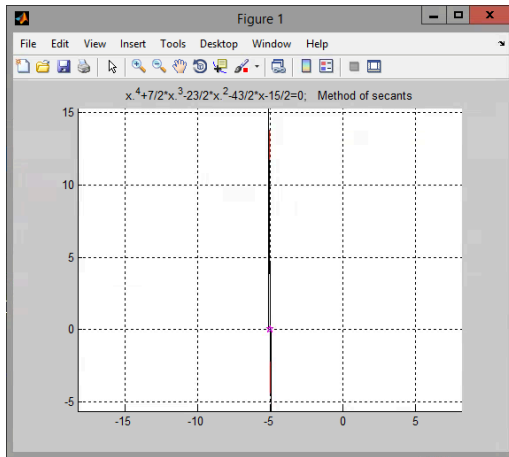 Figure 1
File Edit View Insert Tools Desktop Window Help
x.^4+7/2*x.^3-23/2*x.^2-43/2*x-15/2=0; Method of secants
15
10
5
0
-5
-15 -10 -5 0 5